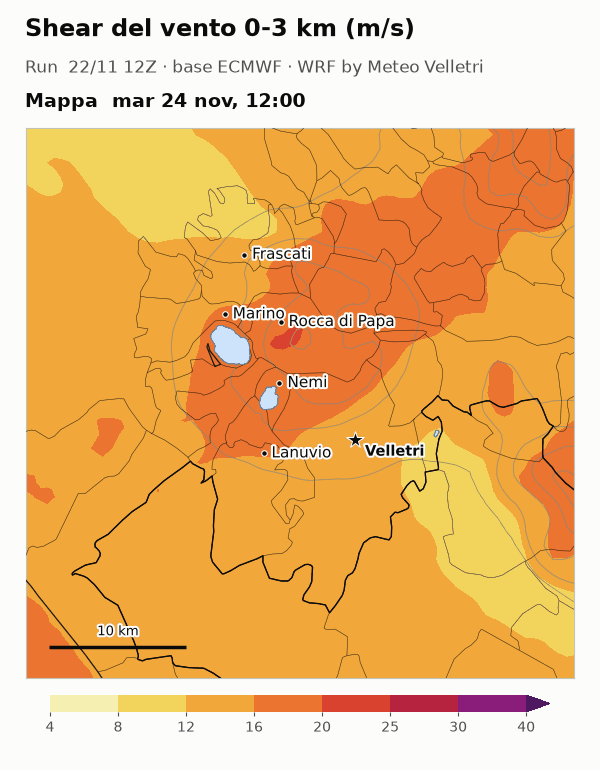 Shear del vento 0-3 km (m/s)
Run  22/11 12Z · base ECMWF · WRF by Meteo Velletri
Mappa  mar 24 nov, 12:00
Frascati
Marino
Rocca di Papa
Nemi
Velletri
Lanuvio
10 km
4 8 12 16 20 25 30 40